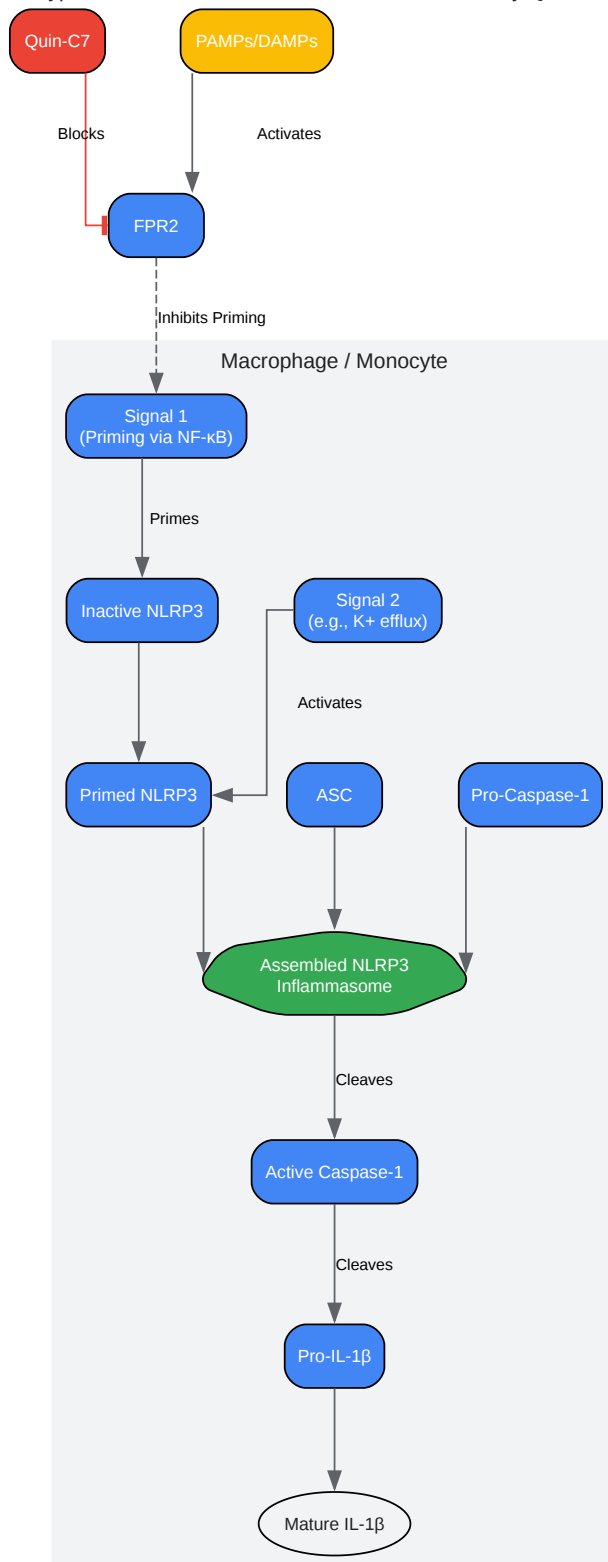 Quin-C7
PAMPs/DAMPs
Blocks
Activates
FPR2
Inhibits Priming
Macrophage / Monocyte
Signal 1
(Priming via NF-κB)
Primes
Inactive NLRP3
Signal 2
(e.g., K+ efflux)
Activates
Primed NLRP3
ASC
Pro-Caspase-1
Assembled NLRP3
Inflammasome
Cleaves
Active Caspase-1
Cleaves
Pro-IL-1β
Mature IL-1β